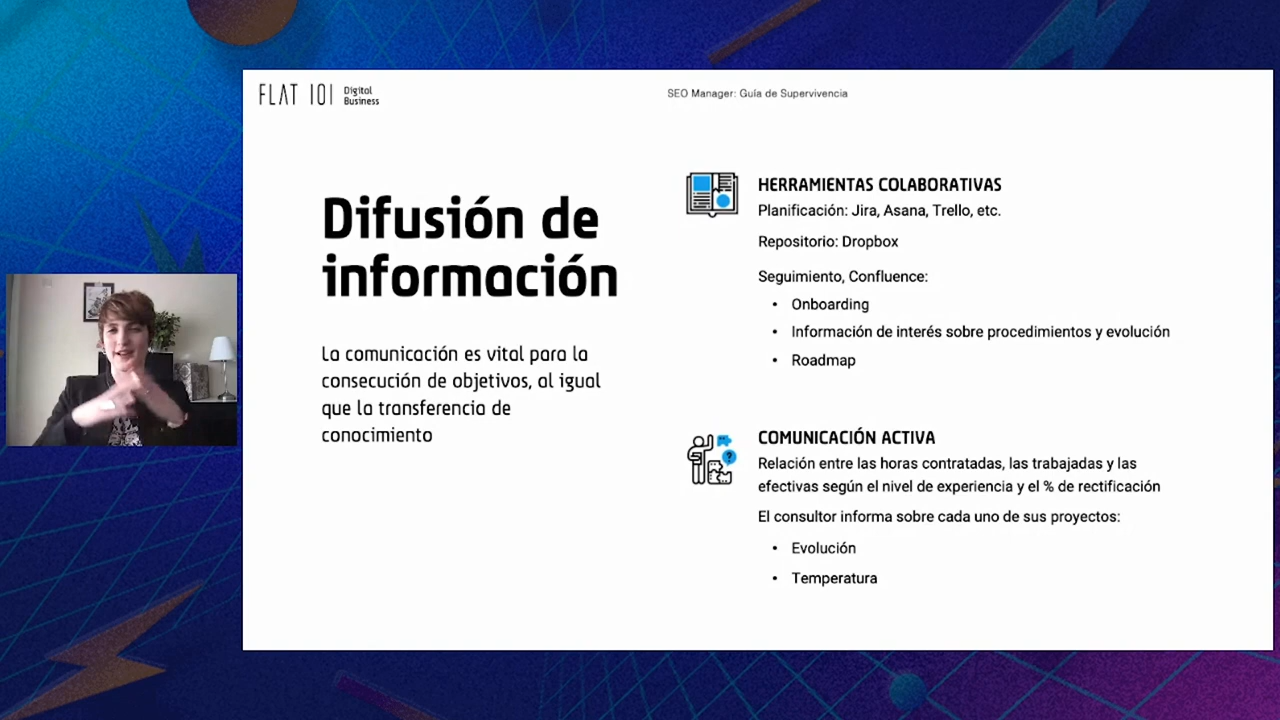 FLAT 101
Digital
Business
SEO Manager: Guía de Supervivencia
Difusión de
información
La comunicación es vital para la
consecución de objetivos, al igual
que la transferencia de
conocimiento
HERRAMIENTAS COLABORATIVAS
Planificación: Jira, Asana, Trello, etc.
Repositorio: Dropbox
Seguimiento, Confluence:
• Onboarding
• Información de interés sobre procedimientos y evolución
• Roadmap
COMUNICACIÓN ACTIVA
Relación entre las horas contratadas, las trabajadas y las
efectivas según el nivel de experiencia y el % de rectificación
El consultor informa sobre cada uno de sus proyectos:
• Evolución
• Temperatura